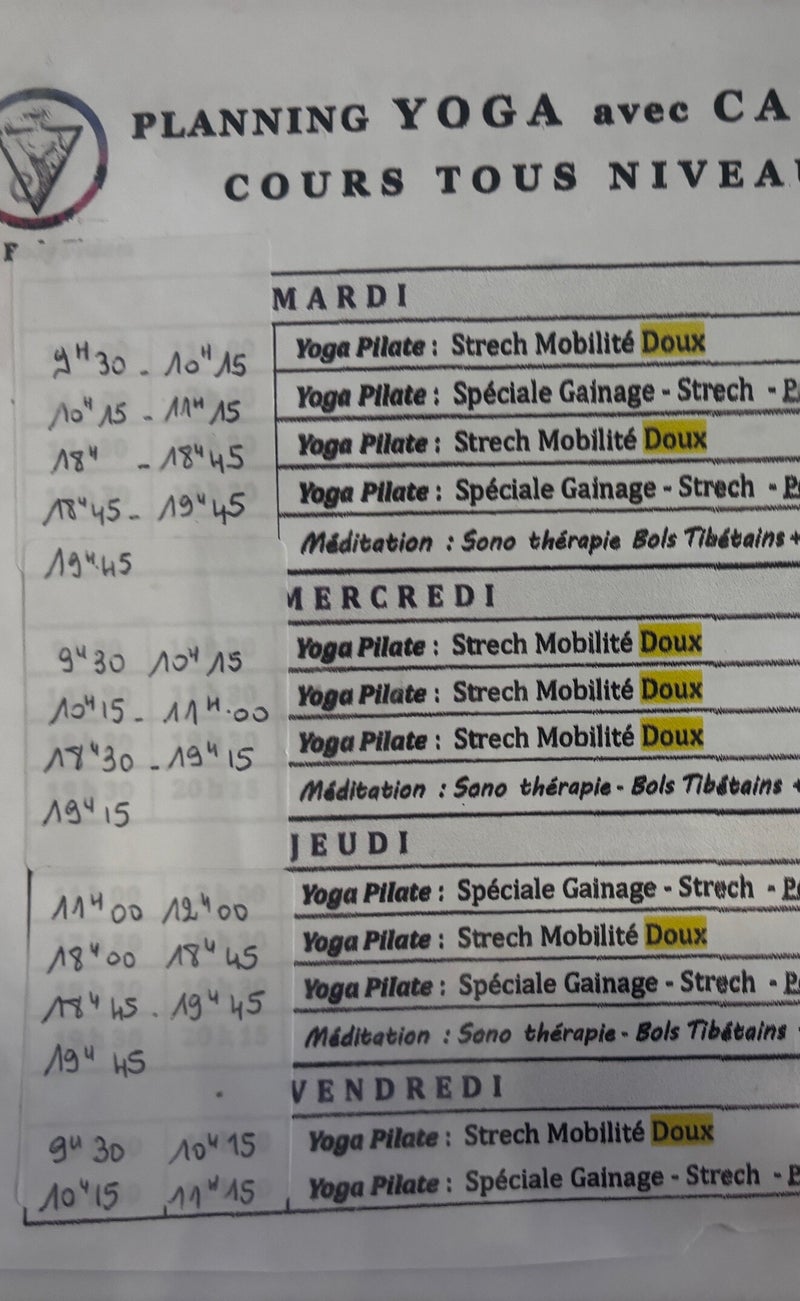 PLANNING YOGA avec CA
COURS TOUS NIVEAU
F
MARDI
9H30 - 10H15 Yoga Pilate : Strech Mobilité Doux
10H15 - 11H15 Yoga Pilate : Spéciale Gainage - Strech - P
18H - 18H45 Yoga Pilate : Strech Mobilité Doux
18H45 - 19H45 Yoga Pilate : Spéciale Gainage - Strech - P
19H45 Méditation : Sono thérapie Bols Tibétains +
MERCREDI
9H30 10H15 Yoga Pilate : Strech Mobilité Doux
10H15 - 11H00 Yoga Pilate : Strech Mobilité Doux
18H30 - 19H15 Yoga Pilate : Strech Mobilité Doux
19H15 Méditation : Sono thérapie - Bols Tibétains +
JEUDI
11H00 12H00 Yoga Pilate : Spéciale Gainage - Strech - Po
18H00 18H45 Yoga Pilate : Strech Mobilité Doux
18H45 - 19H45 Yoga Pilate : Spéciale Gainage - Strech - P
19H45 Méditation : Sono thérapie - Bols Tibétains
VENDREDI
9H30 10H15 Yoga Pilate : Strech Mobilité Doux
10H15 11H15 Yoga Pilate : Spéciale Gainage - Strech - P